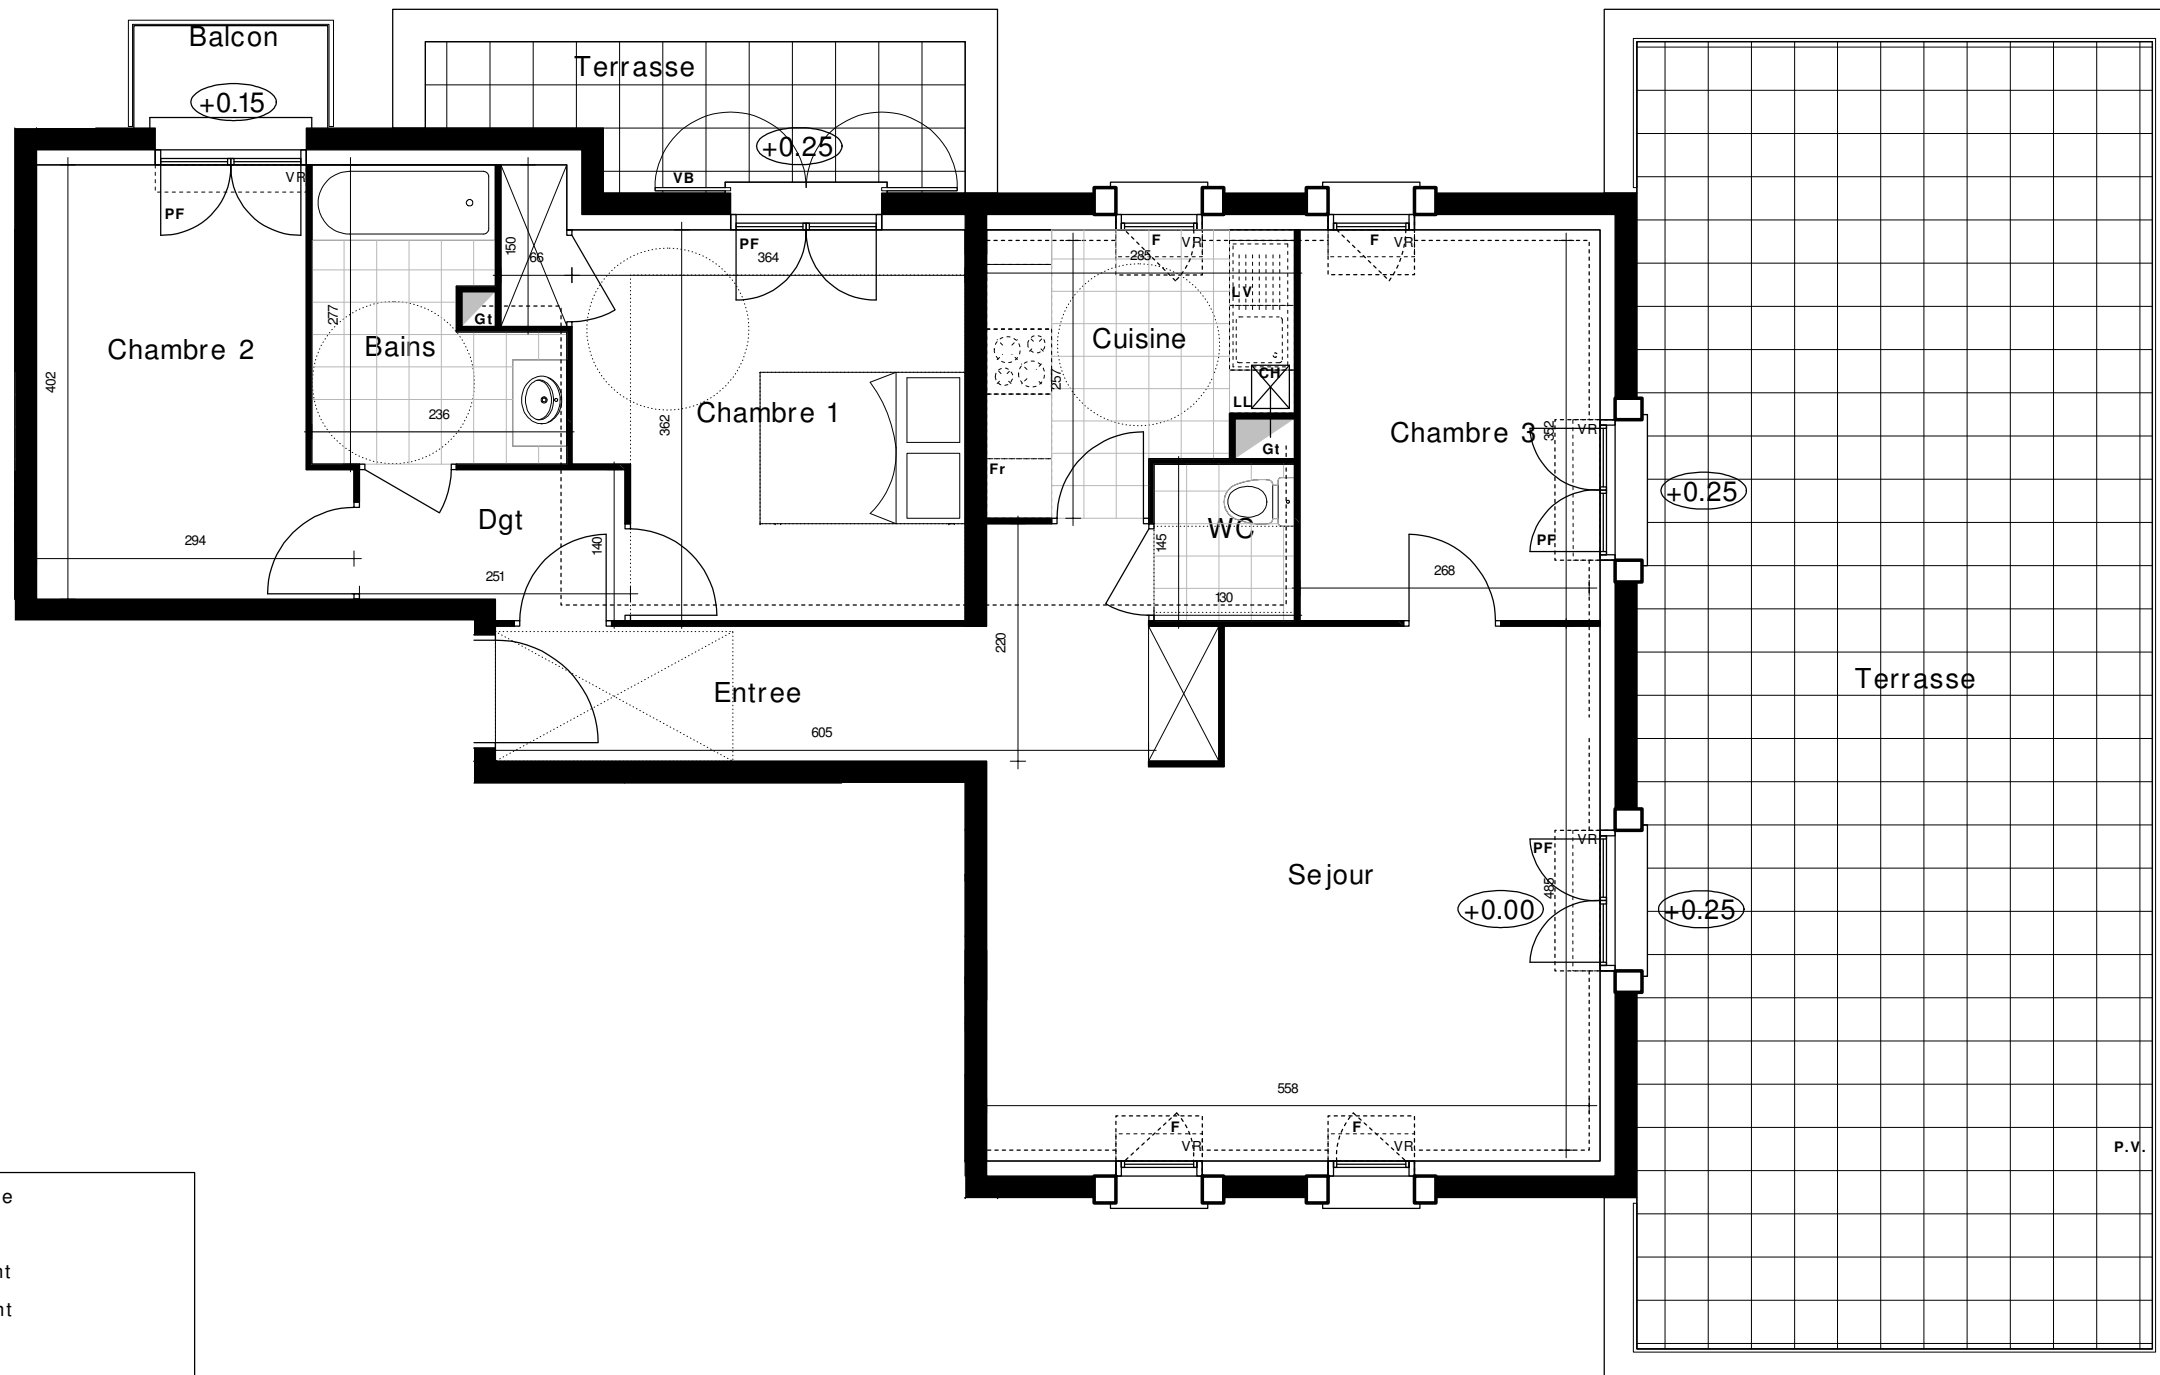 Balcon
+0.15
Terrasse
+0.25
VB
VR
PF
150
66
PF
364
F
VR
285
F
VR
LV
277
Gt
Bains
Chambre 2
402
236
362
Chambre 1
Cuisine
257
CH
LL
Gt
Fr
Chambre 3
352
VR
PF
+0.25
Dgt
294
251
140
WC
145
130
268
220
Entree
605
Terrasse
Sejour
+0.00
PF
VR
485
+0.25
558
F
VR
F
VR
P.V.
e
nt
nt